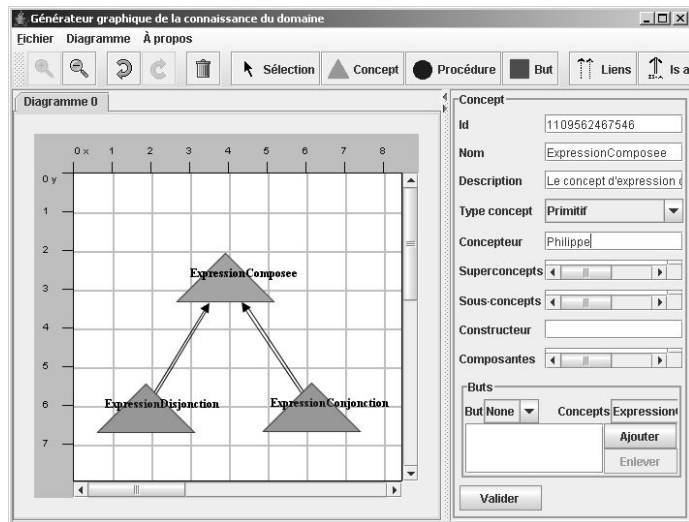 Générateur graphique de la connaissance du domaine
Fichier Diagramme À propos
Sélection Concept Procédure But Liens Is a
Diagramme 0
0 x 1 2 3 4 5 6 7 8
0 y
1
2
3
4
5
6
7
ExpressionComposee
ExpressionDisjonction ExpressionConjonction
Concept
Id 1109562467546
Nom ExpressionComposee
Description Le concept d'expression
Type concept Primitif
Concepteur Philippe
Superconcepts
Sous-concepts
Constructeur
Composantes
Buts
But None Concepts Expression
Ajouter
Enlever
Valider